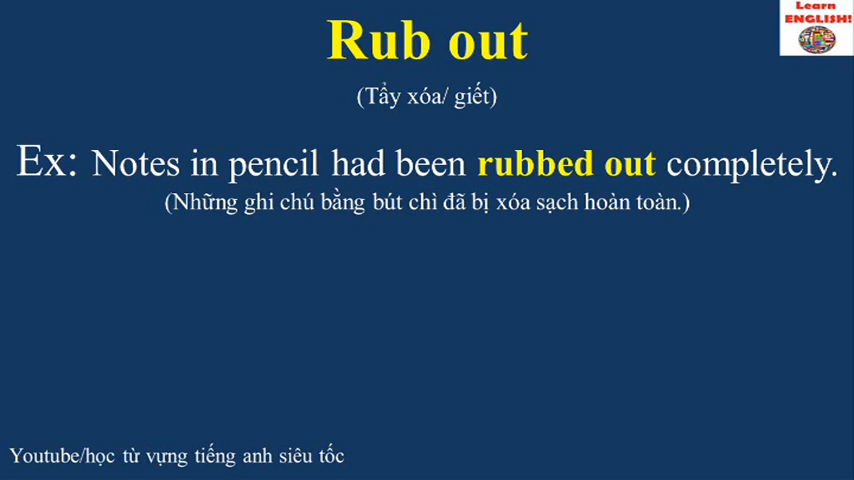 Learn
ENGLISH!
Rub out
(Tẩy xóa/ giết)
Ex: Notes in pencil had been rubbed out completely.
(Những ghi chú bằng bút chì đã bị xóa sạch hoàn toàn.)
Youtube/học từ vựng tiếng anh siêu tốc